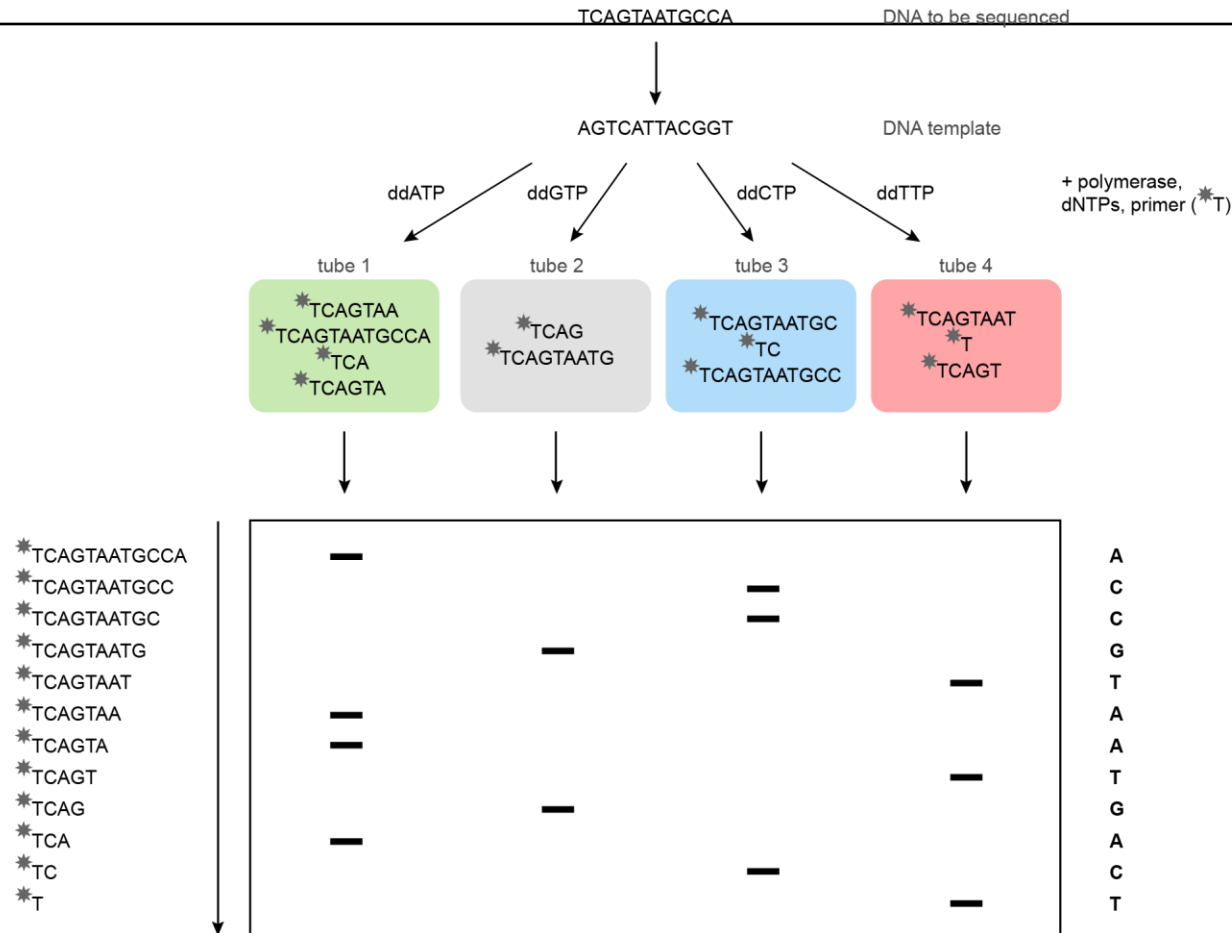 TCAGTAATGCCA DNA to be sequenced
AGTCATTACGGT DNA template
ddATP ddGTP ddCTP ddTTP
+ polymerase,
dNTPs, primer (*T)
tube 1 tube 2 tube 3 tube 4
*TCAGTAA
*TCAGTAATGCCA
*TCA
*TCAGTA
*TCAG
*TCAGTAATG
*TCAGTAATGC
*TC
*TCAGTAATGCC
*TCAGTAAT
*T
*TCAGT
*TCAGTAATGCCA A
*TCAGTAATGCC C
*TCAGTAATGC C
*TCAGTAATG G
*TCAGTAAT T
*TCAGTAA A
*TCAGTA A
*TCAGT T
*TCAG G
*TCA A
*TC C
*T T